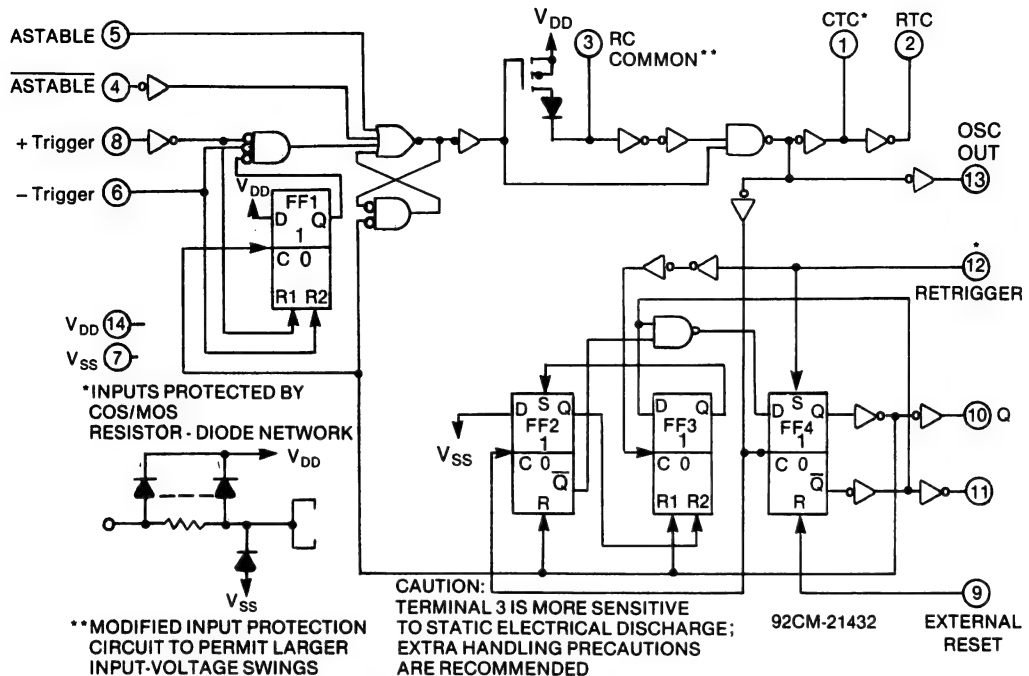 ASTABLE 5
V_DD
3 RC
COMMON**
CTC*
1
RTC
2
ASTABLE 4
+ Trigger 8
OSC
OUT
13
− Trigger 6
V_DD
FF1
D Q
1
C 0
R1 R2
*
12
RETRIGGER
V_DD 14
V_SS 7
*INPUTS PROTECTED BY
COS/MOS
RESISTOR - DIODE NETWORK
V_DD
V_SS
**MODIFIED INPUT PROTECTION
CIRCUIT TO PERMIT LARGER
INPUT-VOLTAGE SWINGS
V_SS
S
D Q
FF2
1
C 0
Q
R
D Q
FF3
1
C 0
R1 R2
S
D Q
FF4
1
C 0
Q
R
10 Q
11
CAUTION:
TERMINAL 3 IS MORE SENSITIVE
TO STATIC ELECTRICAL DISCHARGE;
EXTRA HANDLING PRECAUTIONS
ARE RECOMMENDED
92CM-21432
9
EXTERNAL
RESET